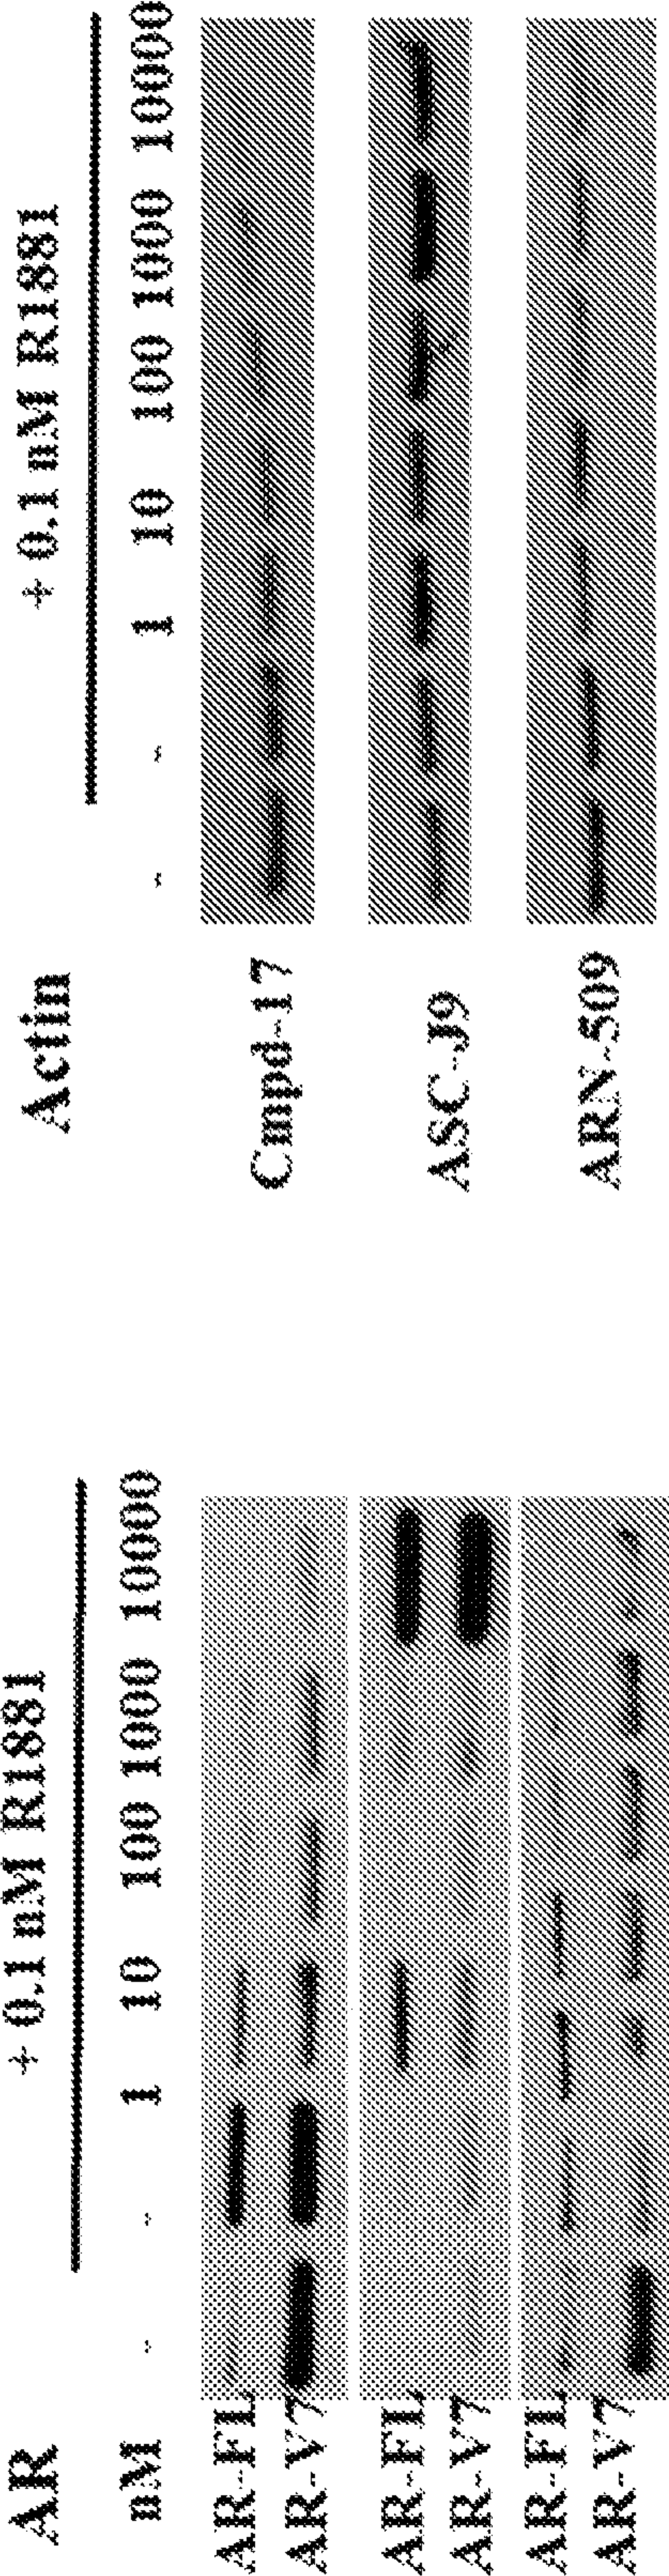 AR
+ 0.1 nM R1881
nM - - 1 10 100 1000 10000
AR-FL
AR-V7
AR-FL
AR-V7
AR-FL
AR-V7
Actin
+ 0.1 nM R1881
- - 1 10 100 1000 10000
Cmpd-17
ASC-J9
ARN-509